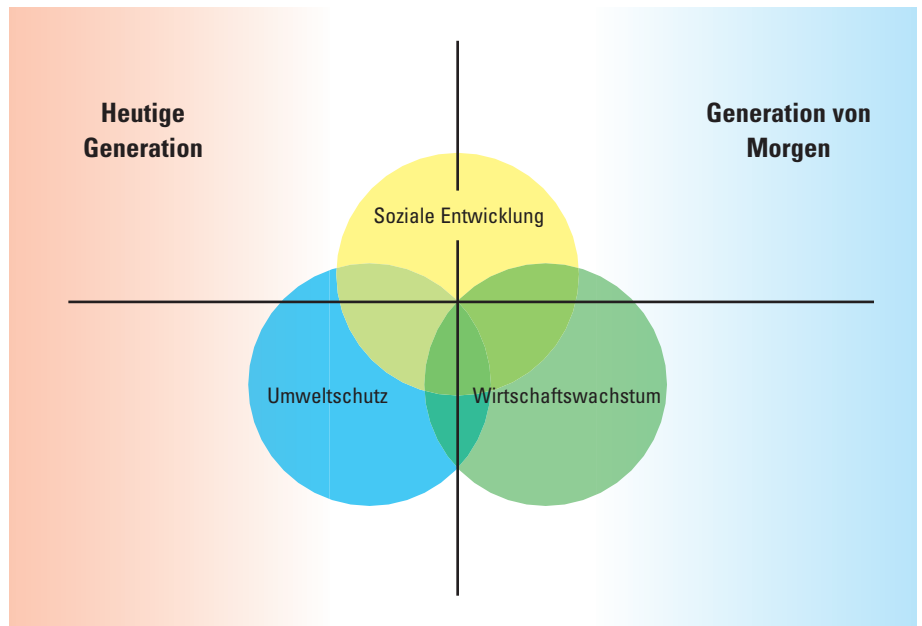 Heutige
Generation
Generation von
Morgen
Soziale Entwicklung
Umweltschutz
Wirtschaftswachstum